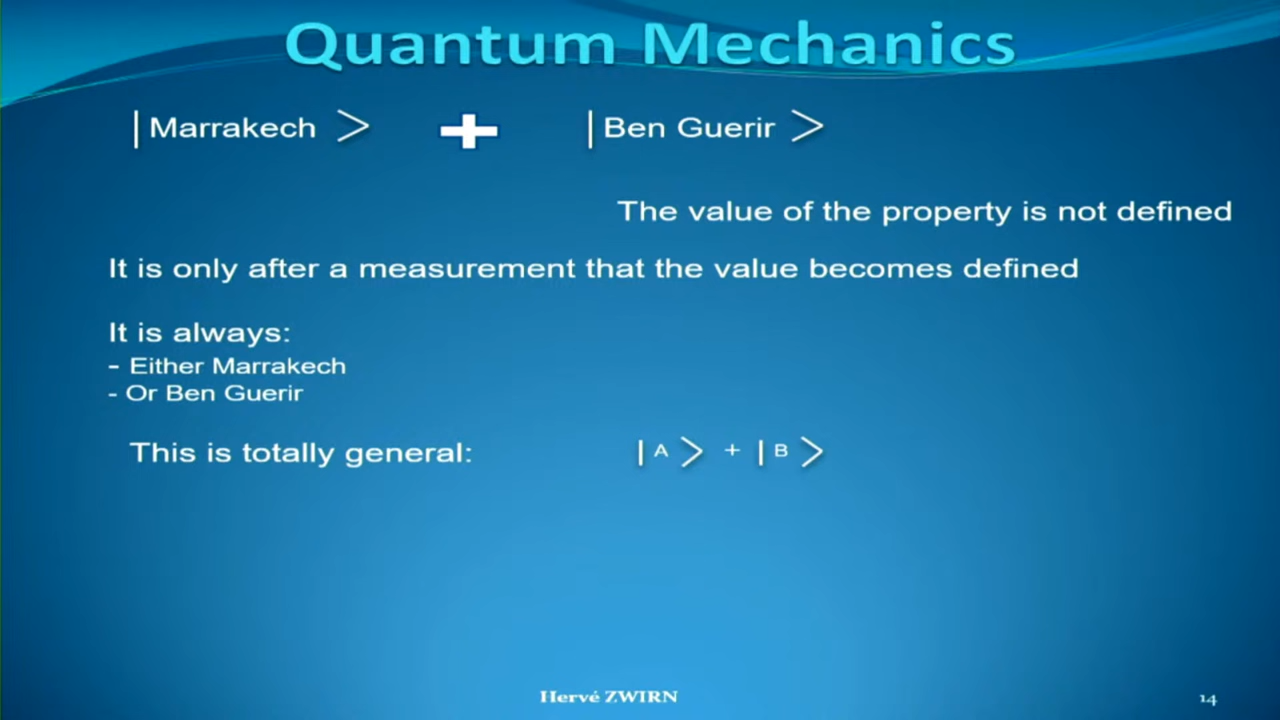 Quantum Mechanics
|Marrakech > + |Ben Guerir >
The value of the property is not defined
It is only after a measurement that the value becomes defined
It is always:
- Either Marrakech
- Or Ben Guerir
This is totally general: | A > + | B >
Hervé ZWIRN 14